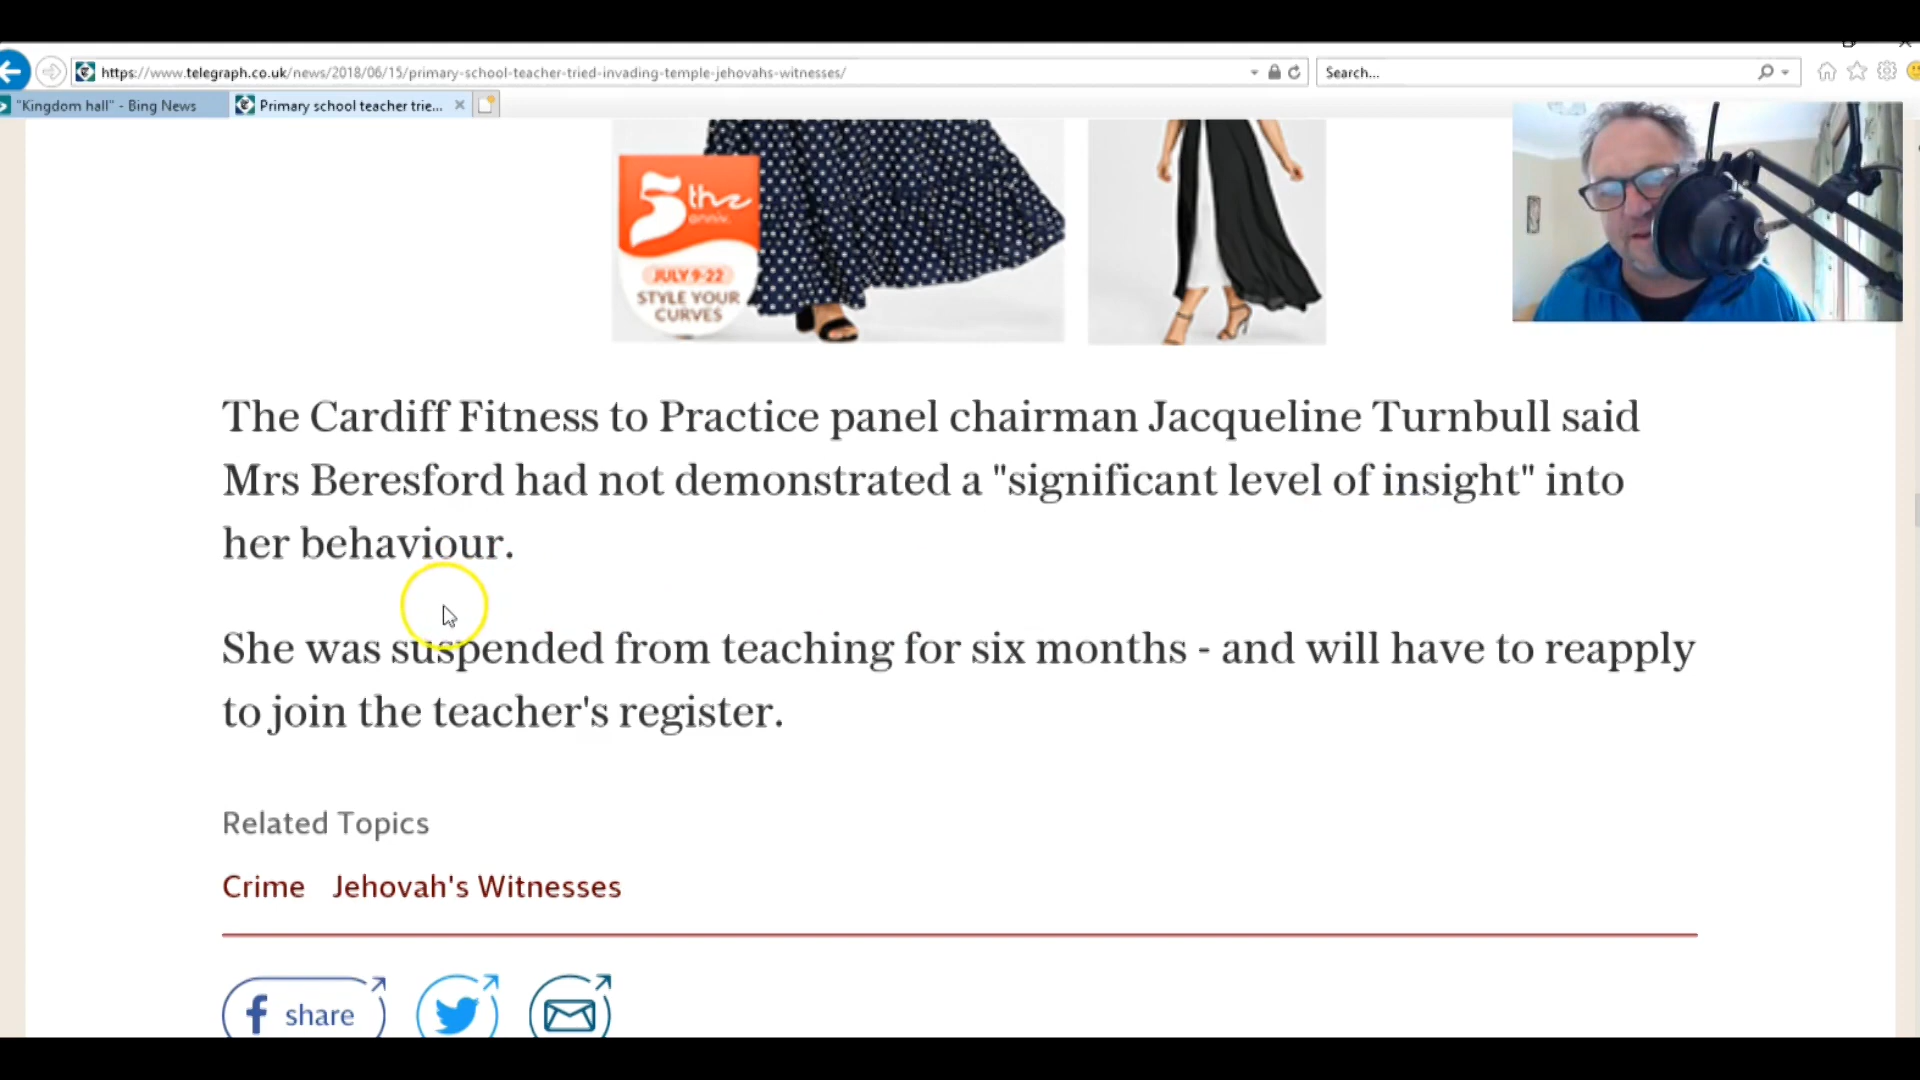 https://www.telegraph.co.uk/news/2018/06/15/primary-school-teacher-tried-invading-temple-jehovahs-witnesses/
Search...
"Kingdom hall" - Bing News
Primary school teacher trie...
5the
anniv.
JULY 9-22
STYLE YOUR
CURVES
The Cardiff Fitness to Practice panel chairman Jacqueline Turnbull said
Mrs Beresford had not demonstrated a "significant level of insight" into
her behaviour.
She was suspended from teaching for six months - and will have to reapply
to join the teacher's register.
Related Topics
Crime Jehovah's Witnesses
share